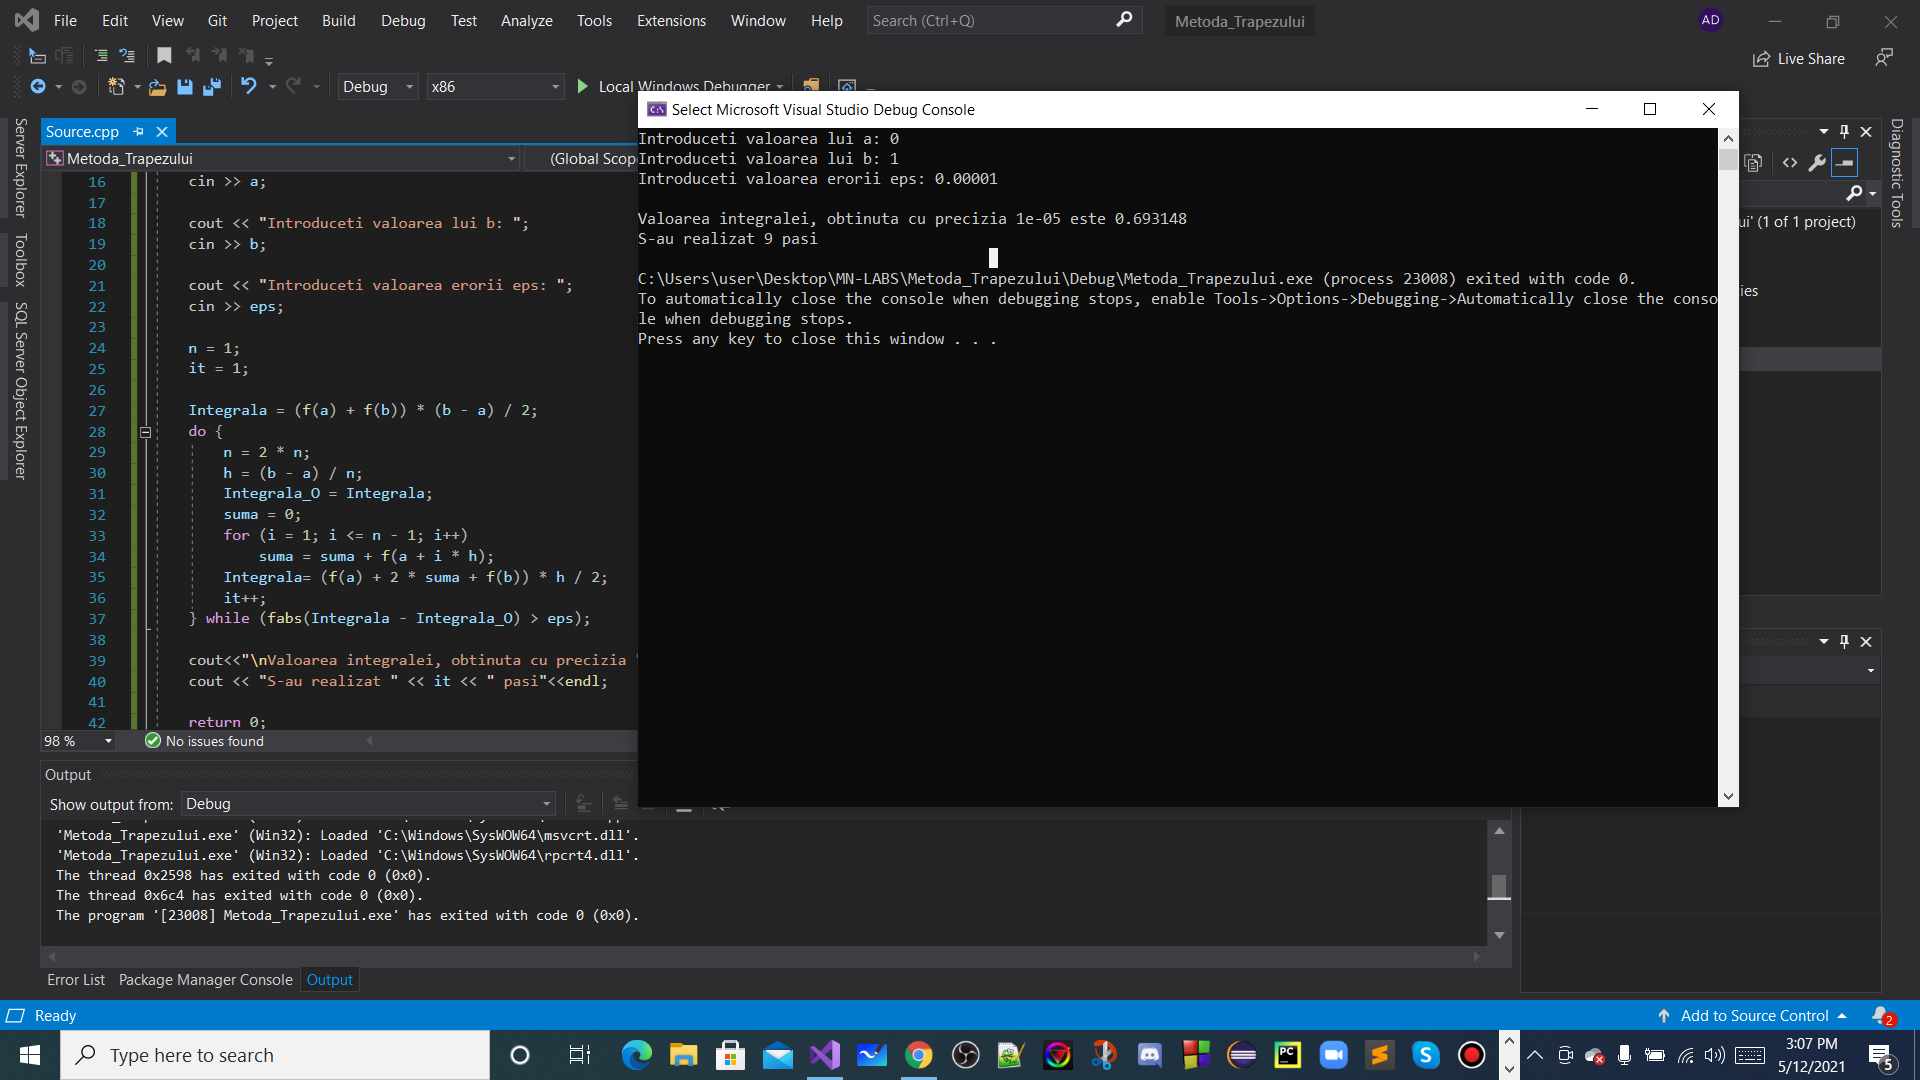 File Edit View Git Project Build Debug Test Analyze Tools Extensions Window Help Search (Ctrl+Q) Metoda_Trapezului AD
Live Share
Debug x86 Local Windows Debugger
Select Microsoft Visual Studio Debug Console
Introduceti valoarea lui a: 0
Introduceti valoarea lui b: 1
Introduceti valoarea erorii eps: 0.00001
Valoarea integralei, obtinuta cu precizia 1e-05 este 0.693148
S-au realizat 9 pasi
C:\Users\user\Desktop\MN-LABS\Metoda_Trapezului\Debug\Metoda_Trapezului.exe (process 23008) exited with code 0.
To automatically close the console when debugging stops, enable Tools->Options->Debugging->Automatically close the conso
le when debugging stops.
Press any key to close this window . . .
Server Explorer
Toolbox
SQL Server Object Explorer
Source.cpp
Metoda_Trapezului (Global Scop
16 cin >> a;
17
18 cout << "Introduceti valoarea lui b: ";
19 cin >> b;
20
21 cout << "Introduceti valoarea erorii eps: ";
22 cin >> eps;
23
24 n = 1;
25 it = 1;
26
27 Integrala = (f(a) + f(b)) * (b - a) / 2;
28 do {
29 n = 2 * n;
30 h = (b - a) / n;
31 Integrala_O = Integrala;
32 suma = 0;
33 for (i = 1; i <= n - 1; i++)
34 suma = suma + f(a + i * h);
35 Integrala= (f(a) + 2 * suma + f(b)) * h / 2;
36 it++;
37 } while (fabs(Integrala - Integrala_O) > eps);
38
39 cout<<"\nValoarea integralei, obtinuta cu precizia "
40 cout << "S-au realizat " << it << " pasi"<<endl;
41
42 return 0;
98 % No issues found
Diagnostic Tools
ui' (1 of 1 project)
ies
Output
Show output from: Debug
'Metoda_Trapezului.exe' (Win32): Loaded 'C:\Windows\SysWOW64\msvcrt.dll'.
'Metoda_Trapezului.exe' (Win32): Loaded 'C:\Windows\SysWOW64\rpcrt4.dll'.
The thread 0x2598 has exited with code 0 (0x0).
The thread 0x6c4 has exited with code 0 (0x0).
The program '[23008] Metoda_Trapezului.exe' has exited with code 0 (0x0).
Error List Package Manager Console Output
Ready Add to Source Control 2
Type here to search
PC
3:07 PM
5/12/2021
5